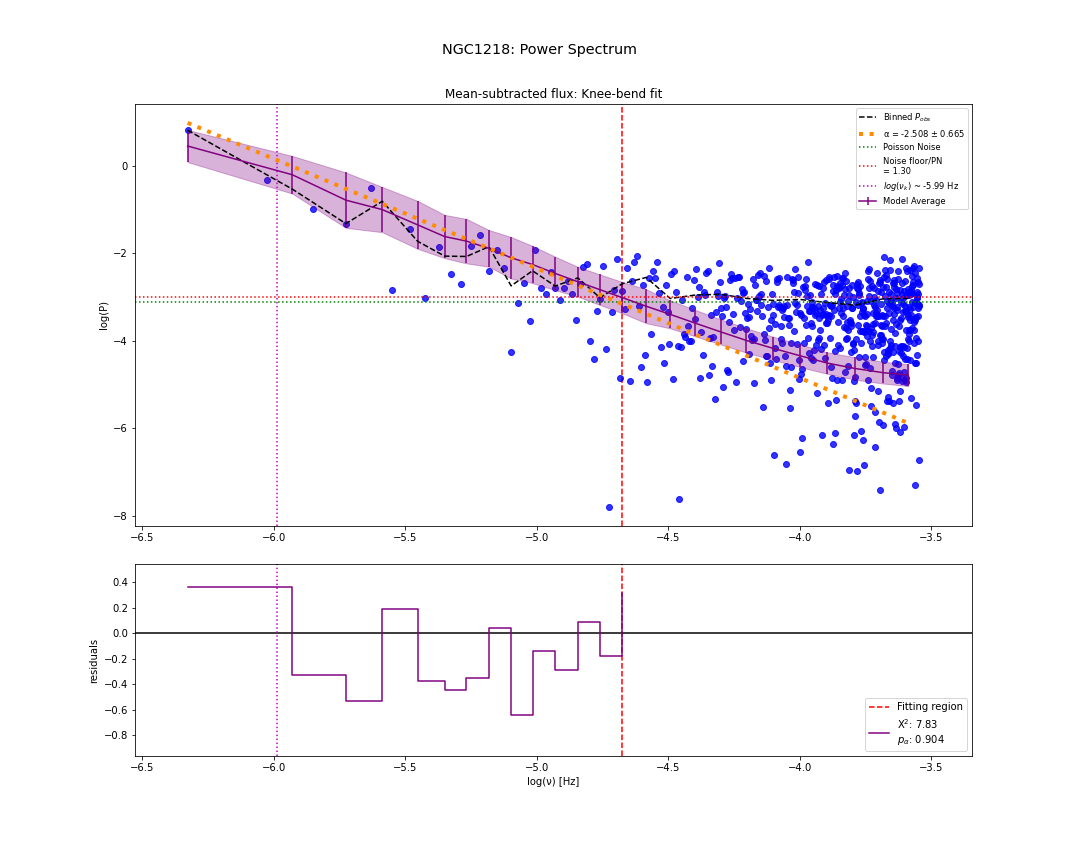 NGC1218: Power Spectrum
Mean-subtracted flux: Knee-bend fit
Binned P_obs
α = -2.508 ± 0.665
Poisson Noise
Noise floor/PN
= 1.30
log(ν_k) ~ -5.99 Hz
Model Average
log(P)
0
−2
−4
−6
−8
−6.5 −6.0 −5.5 −5.0 −4.5 −4.0 −3.5
residuals
0.4
0.2
0.0
−0.2
−0.4
−0.6
−0.8
Fitting region
X²: 7.83
p_α: 0.904
−6.5 −6.0 −5.5 −5.0 −4.5 −4.0 −3.5
log(ν) [Hz]